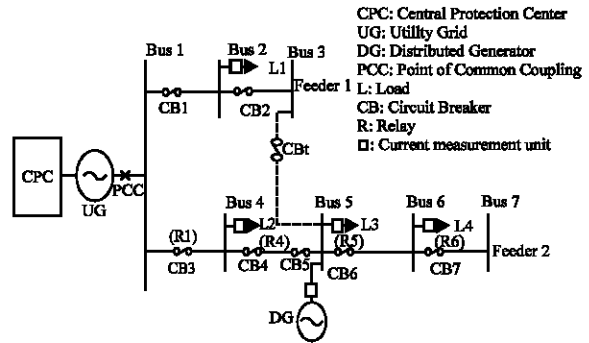 CPC: Central Protection Center
UG: Utility Grid
DG: Distributed Generator
PCC: Point of Common Coupling
L: Load
CB: Circuit Breaker
R: Relay
: Current measurement unit
Bus 1
Bus 2
Bus 3
L1
Feeder 1
CB1
CB2
CBt
CPC
UG
PCC
Bus 4
Bus 5
Bus 6
Bus 7
L2
L3
L4
(R1)
(R4)
(R5)
(R6)
CB3
CB4
CB5
CB6
CB7
Feeder 2
DG